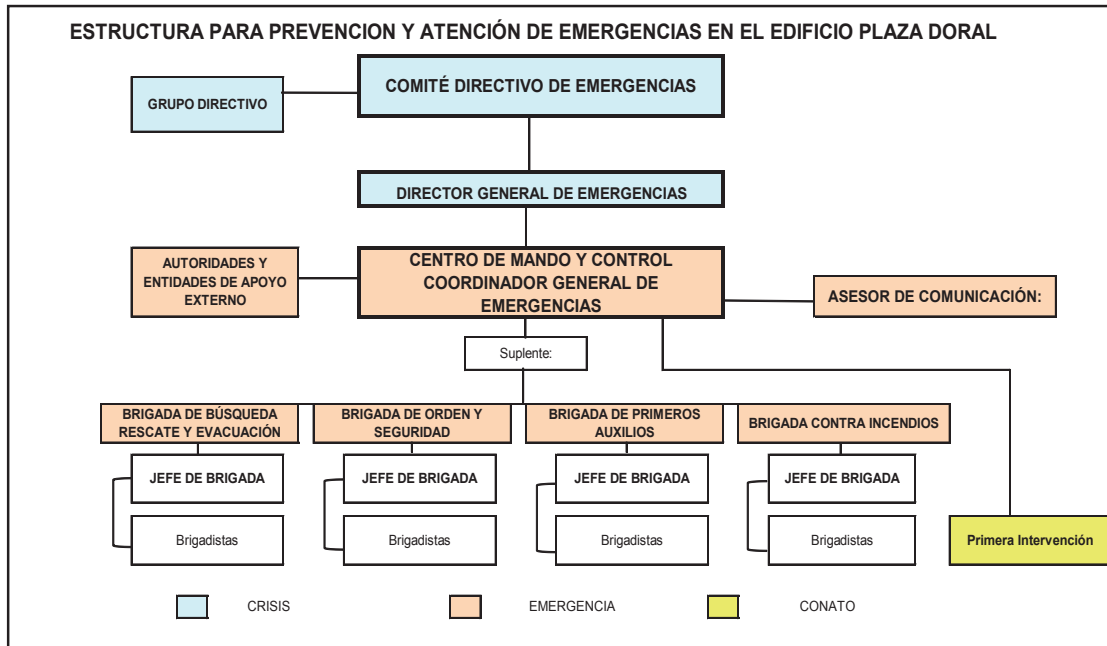 ESTRUCTURA PARA PREVENCION Y ATENCIÓN DE EMERGENCIAS EN EL EDIFICIO PLAZA DORAL
COMITÉ DIRECTIVO DE EMERGENCIAS
GRUPO DIRECTIVO
DIRECTOR GENERAL DE EMERGENCIAS
AUTORIDADES Y
ENTIDADES DE APOYO
EXTERNO
CENTRO DE MANDO Y CONTROL
COORDINADOR GENERAL DE
EMERGENCIAS
ASESOR DE COMUNICACIÓN:
Suplente:
BRIGADA DE BÚSQUEDA
RESCATE Y EVACUACIÓN
BRIGADA DE ORDEN Y
SEGURIDAD
BRIGADA DE PRIMEROS
AUXILIOS
BRIGADA CONTRA INCENDIOS
JEFE DE BRIGADA
JEFE DE BRIGADA
JEFE DE BRIGADA
JEFE DE BRIGADA
Brigadistas
Brigadistas
Brigadistas
Brigadistas
Primera Intervención
CRISIS
EMERGENCIA
CONATO